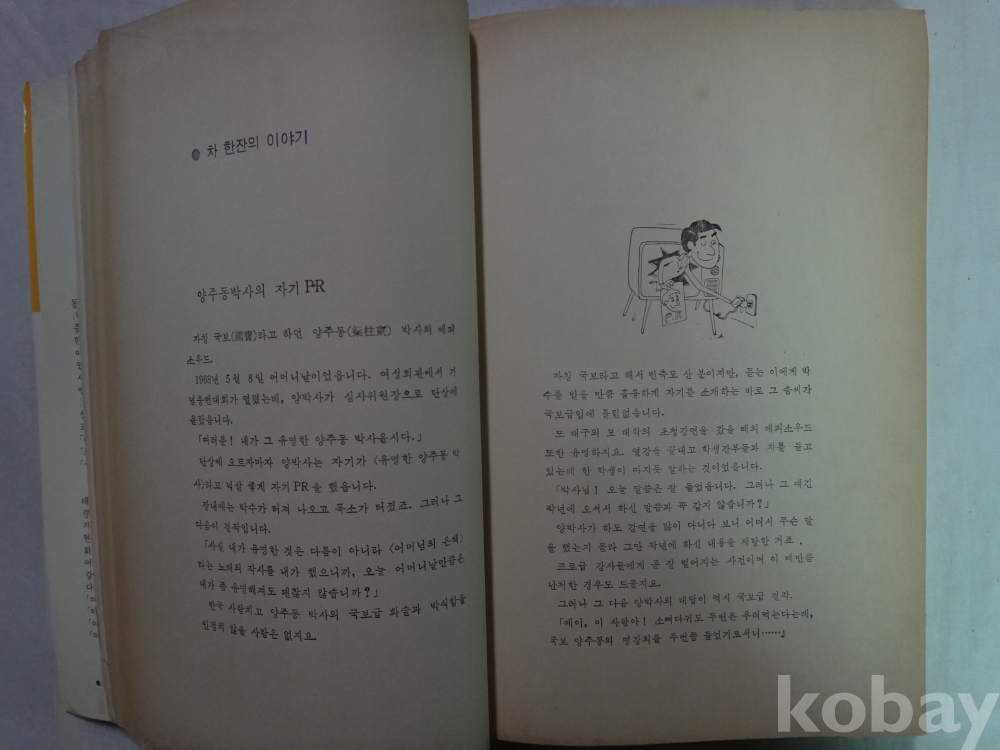 ● 차 한잔의 이야기
양주동박사의 자기 PR
자칭 국보(國寶)라고 하던 양주동(梁柱東) 박사의 에피
소우드.
1968년 5월 8일 어머니날이었읍니다. 여성회관에서 기
념웅변대회가 열렸는데, 양박사가 심사위원장으로 단상에
올랐읍니다.
「여러분! 내가 그 유명한 양주동 박사올시다.」
단상에 오르자마자 양박사는 자기가 〈유명한 양주동 박
사〉라고 넉살 좋게 자기 PR을 했읍니다.
장내에는 박수가 터져 나오고 폭소가 터졌죠. 그러나 그
다음이 걸작입니다.
「사실 내가 유명한 것은 다름이 아니라 〈어머님의 은혜〉
라는 노래의 작사를 내가 했으니까, 오늘 어머니날만큼은
내가 좀 유명해져도 괜찮지 않습니까?」
한국 사람치고 양주동 박사의 국보급 화술과 박식함을
인정치 않을 사람은 없지요.
자칭 국보라고 해서 빈축도 산 분이지만, 듣는 이에게 박
수를 받을 만큼 훌륭하게 자기를 소개하는 바로 그 솜씨가
국보급임에 틀림없읍니다.
또 대구의 모 대학의 초청강연을 갔을 때의 에피소우드
또한 유명하지요. 열강을 끝내고 학생간부들과 차를 들고
있는데 한 학생이 따지듯 말하는 것이었읍니다.
「박사님! 오늘 말씀은 잘 들었읍니다. 그러나 그 얘긴
작년에 오셔서 하신 말씀과 똑 같지 않습니까?」
양박사가 하도 강연을 많이 다니다 보니 어디서 무슨 말
을 했는지 몰라 그만 작년에 하신 내용을 재탕한 거죠.
프로급 강사들에게 곧 잘 벌어지는 사건이며 이 때만큼
난처한 경우도 드물지요.
그러나 그 다음 양박사의 대답이 역시 국보급 걸작.
「예이, 이 사람아! 소뼈다귀도 두번은 우려먹는다는데,
국보 양주동의 명강의를 두번쯤 들었기로서니……」
kobay